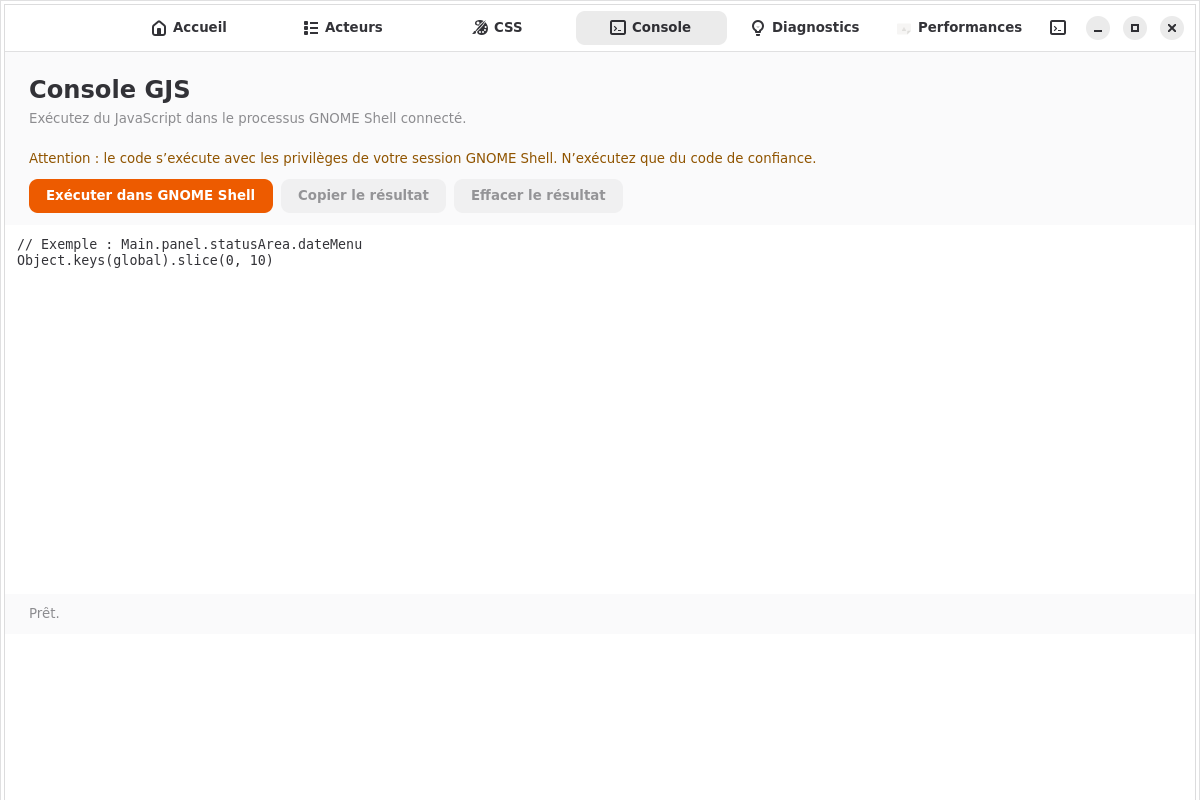 Accueil
Acteurs
CSS
Console
Diagnostics
Performances
Console GJS
Exécutez du JavaScript dans le processus GNOME Shell connecté.
Attention : le code s’exécute avec les privilèges de votre session GNOME Shell. N’exécutez que du code de confiance.
Exécuter dans GNOME Shell
Copier le résultat
Effacer le résultat
// Exemple : Main.panel.statusArea.dateMenu
Object.keys(global).slice(0, 10)
Prêt.